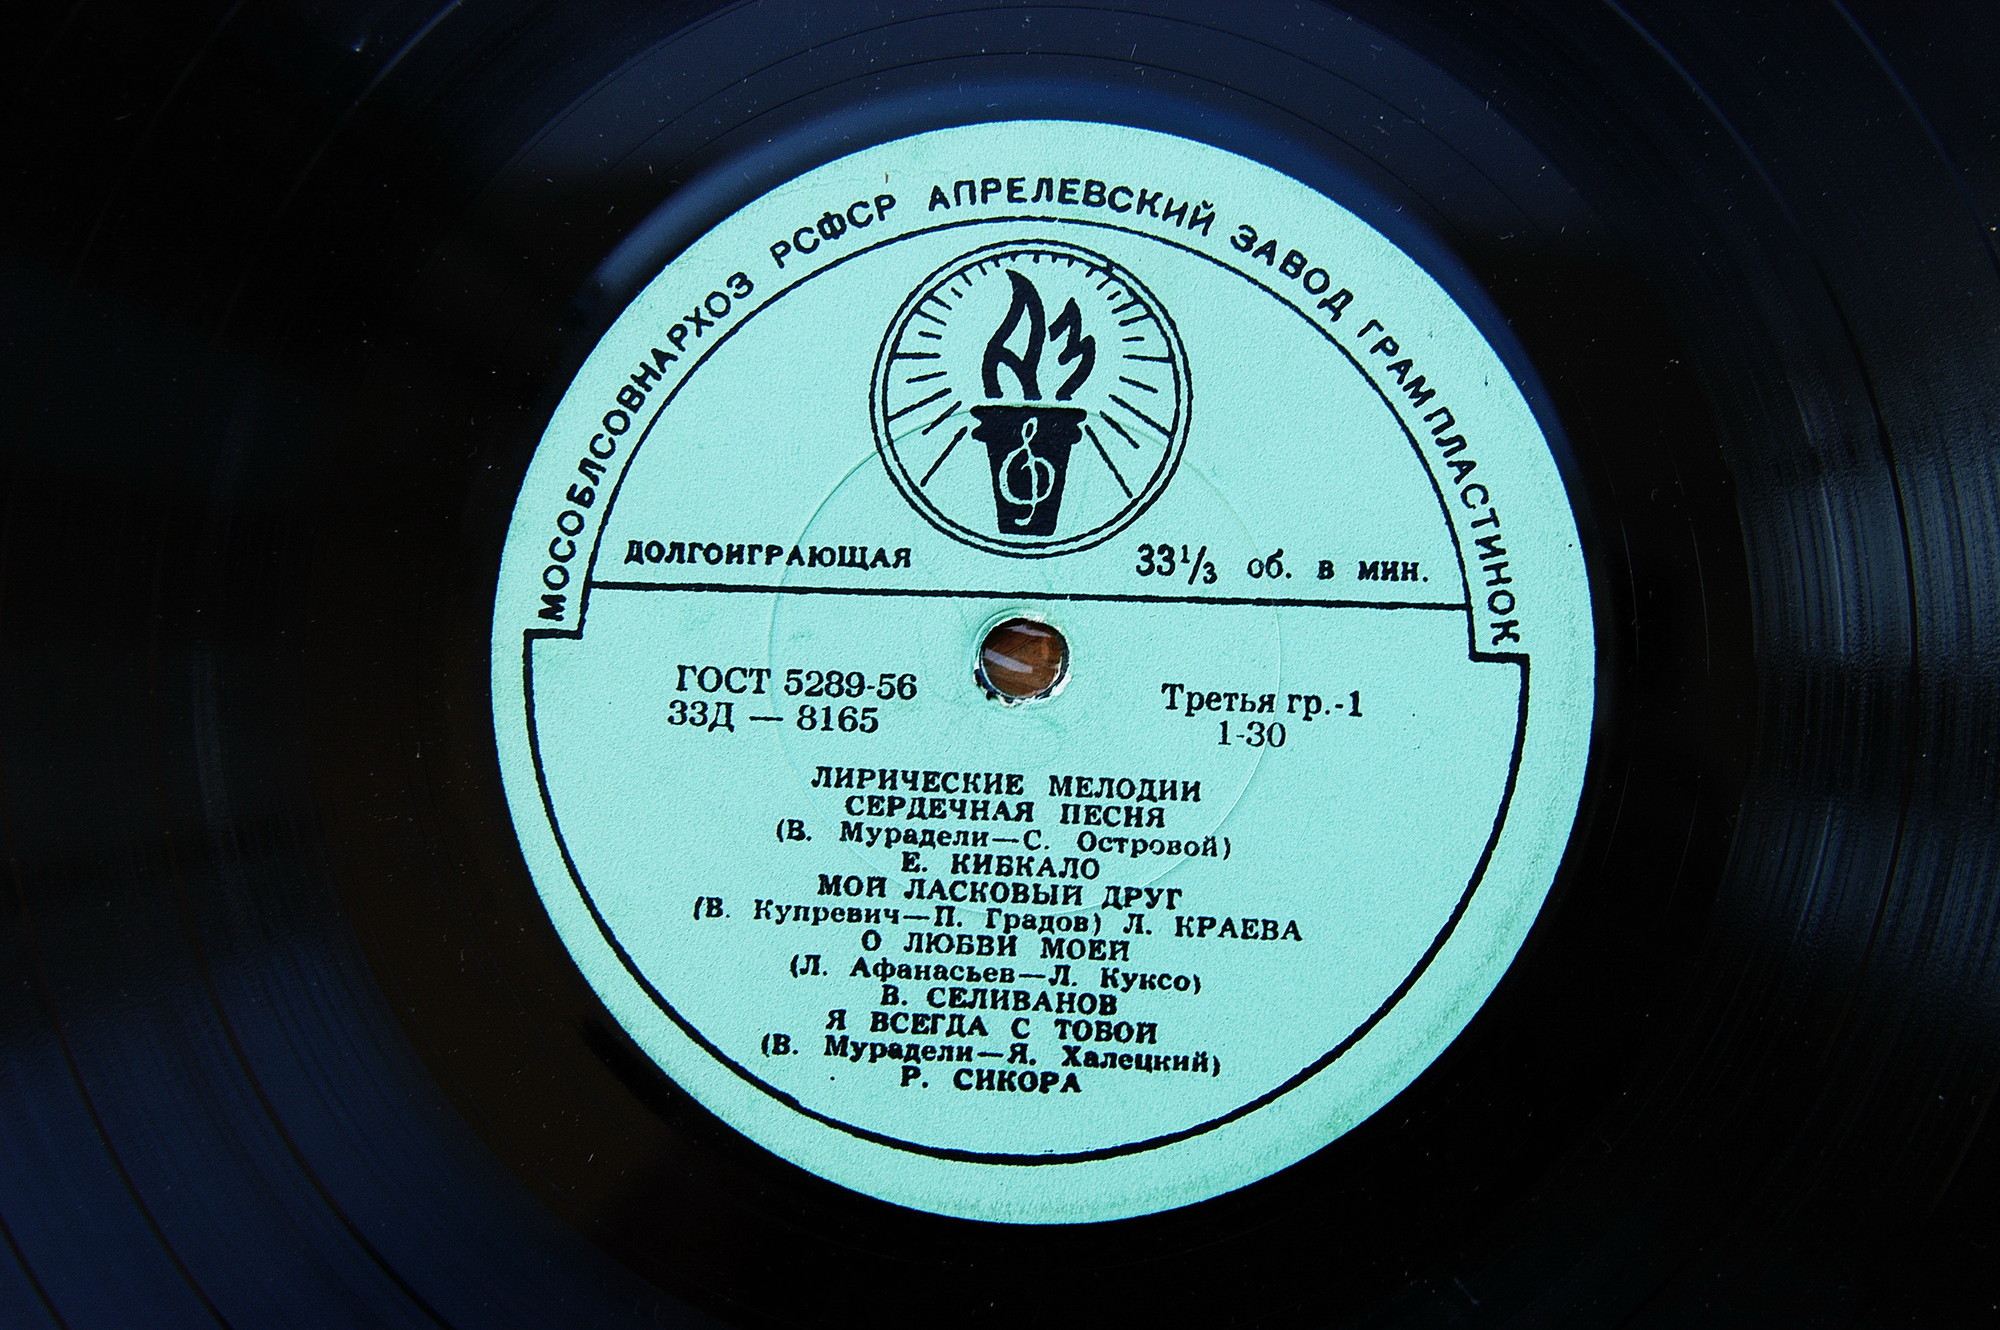 МОСОБЛСОВНАРХОЗ РСФСР АПРЕЛЕВСКИЙ ЗАВОД ГРАМПЛАСТИНОК
АЗ
ДОЛГОИГРАЮЩАЯ 33⅓ об. в мин.
ГОСТ 5289-56 Третья гр.-1
33Д — 8165 1-30
ЛИРИЧЕСКИЕ МЕЛОДИИ
СЕРДЕЧНАЯ ПЕСНЯ
(В. Мурадели—С. Островой)
Е. КИБКАЛО
МОЙ ЛАСКОВЫЙ ДРУГ
(В. Купревич—П. Градов) Л. КРАЕВА
О ЛЮБВИ МОЕЙ
(Л. Афанасьев—Л. Куксо)
В. СЕЛИВАНОВ
Я ВСЕГДА С ТОБОЙ
(В. Мурадели—Я. Халецкий)
Р. СИКОРА